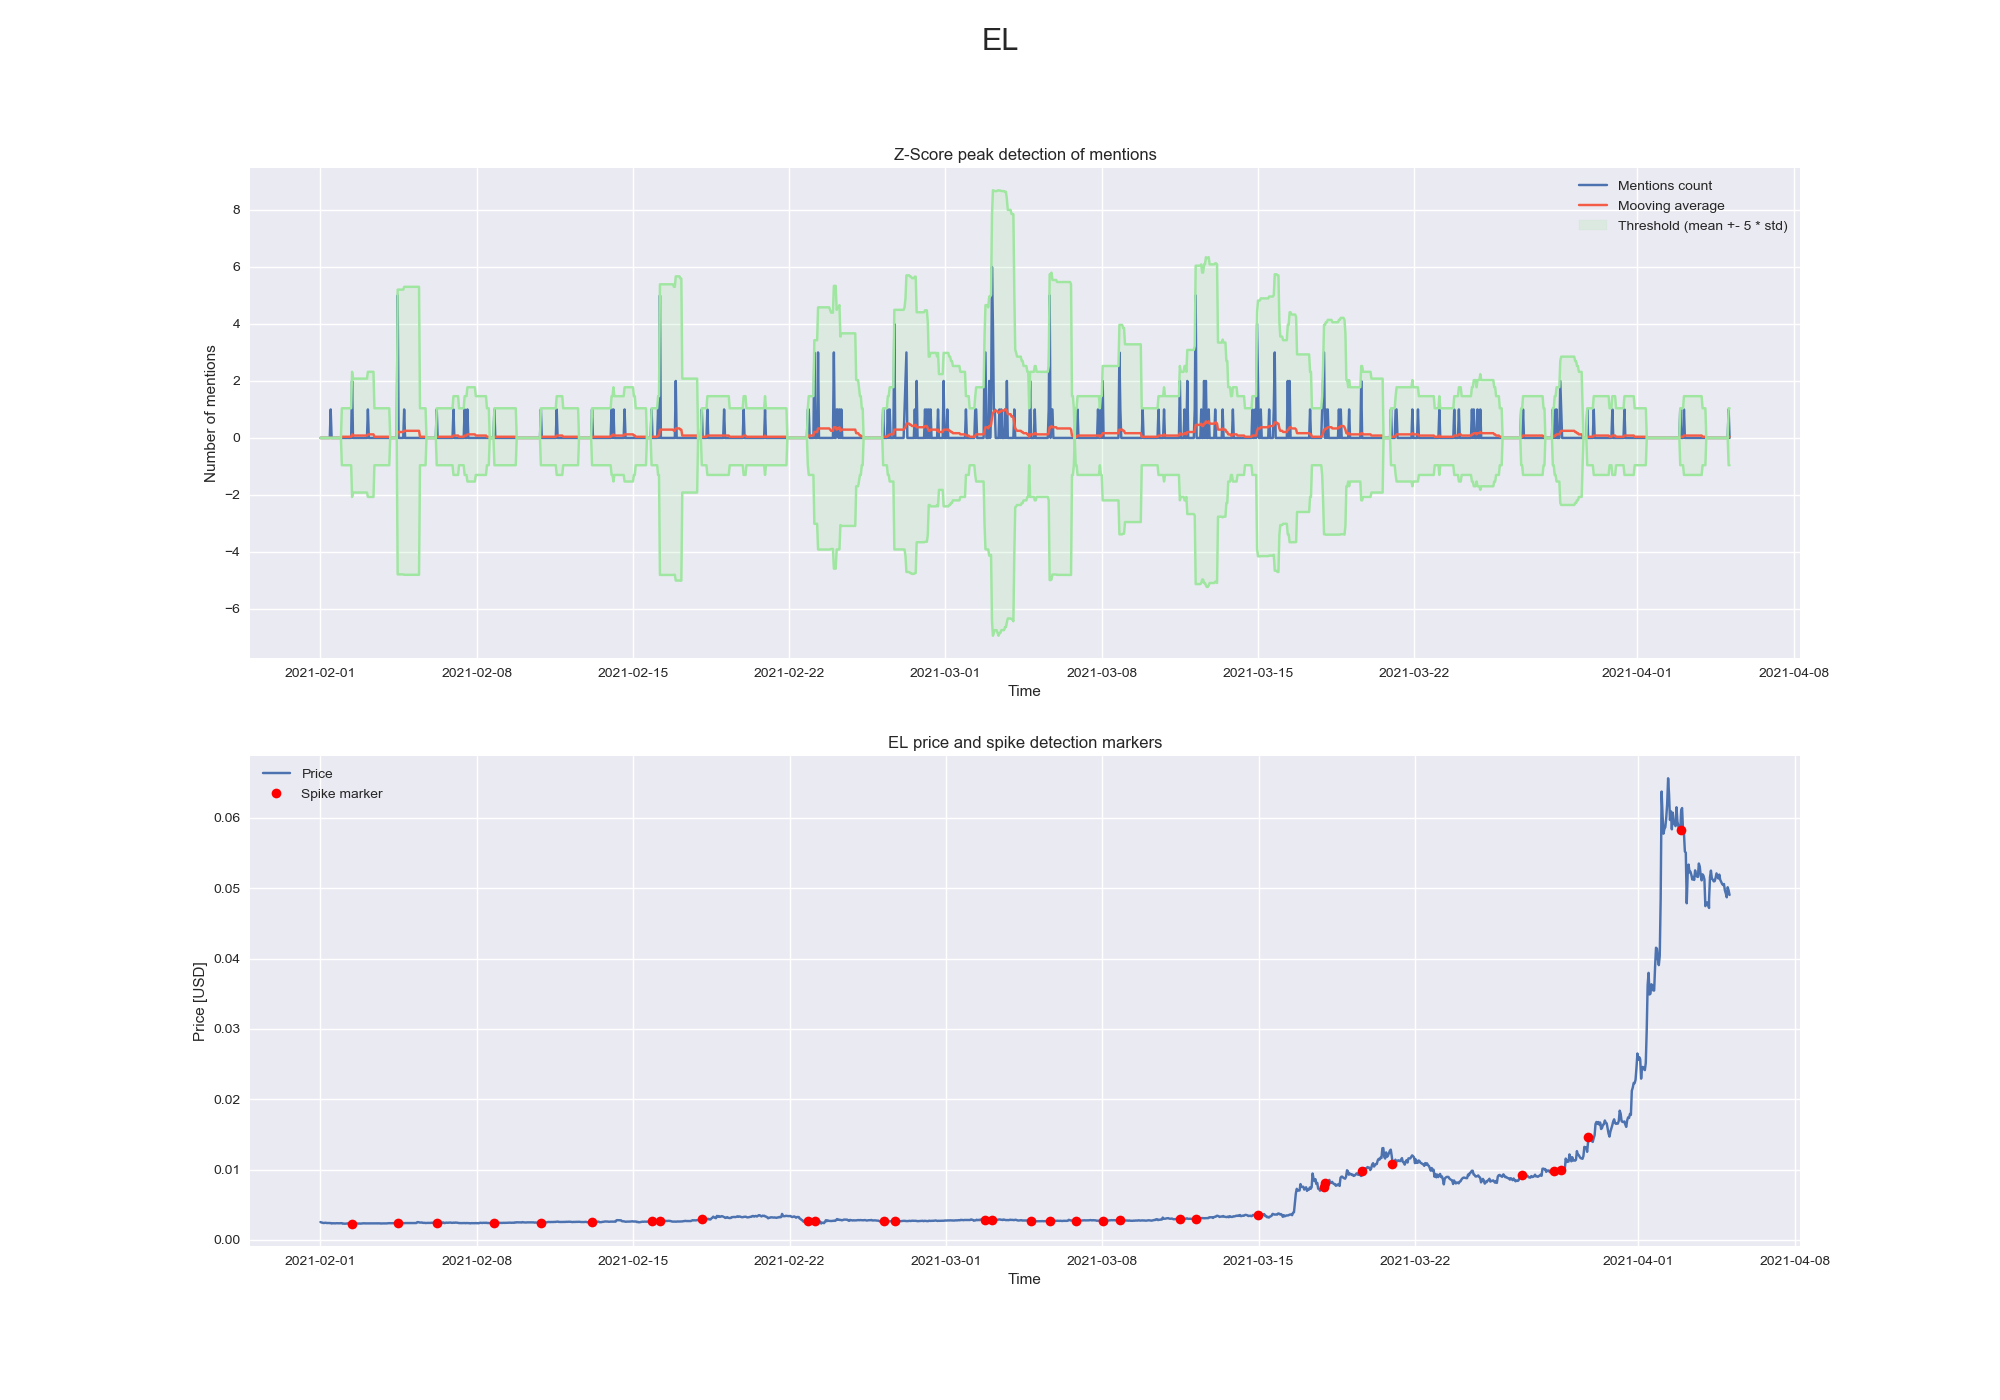 EL
Z-Score peak detection of mentions
Mentions count
Mooving average
Threshold (mean +- 5 * std)
Number of mentions
8
6
4
2
0
−2
−4
−6
2021-02-01 2021-02-08 2021-02-15 2021-02-22 2021-03-01 2021-03-08 2021-03-15 2021-03-22 2021-04-01 2021-04-08
Time
EL price and spike detection markers
Price
Spike marker
Price [USD]
0.06
0.05
0.04
0.03
0.02
0.01
0.00
2021-02-01 2021-02-08 2021-02-15 2021-02-22 2021-03-01 2021-03-08 2021-03-15 2021-03-22 2021-04-01 2021-04-08
Time